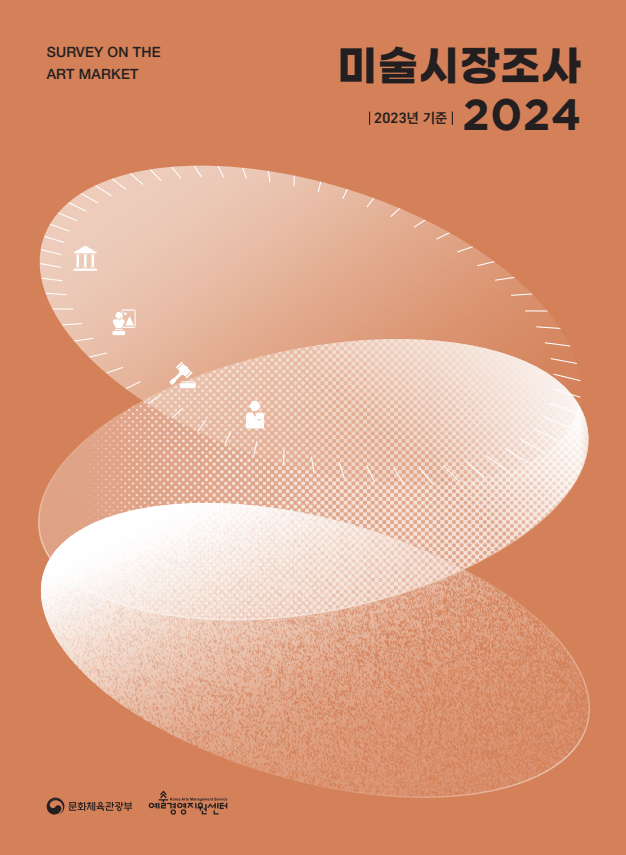 SURVEY ON THE
ART MARKET
미술시장조사
|2023년 기준| 2024
문화체육관광부
Korea Arts Management Service
예술경영지원센터